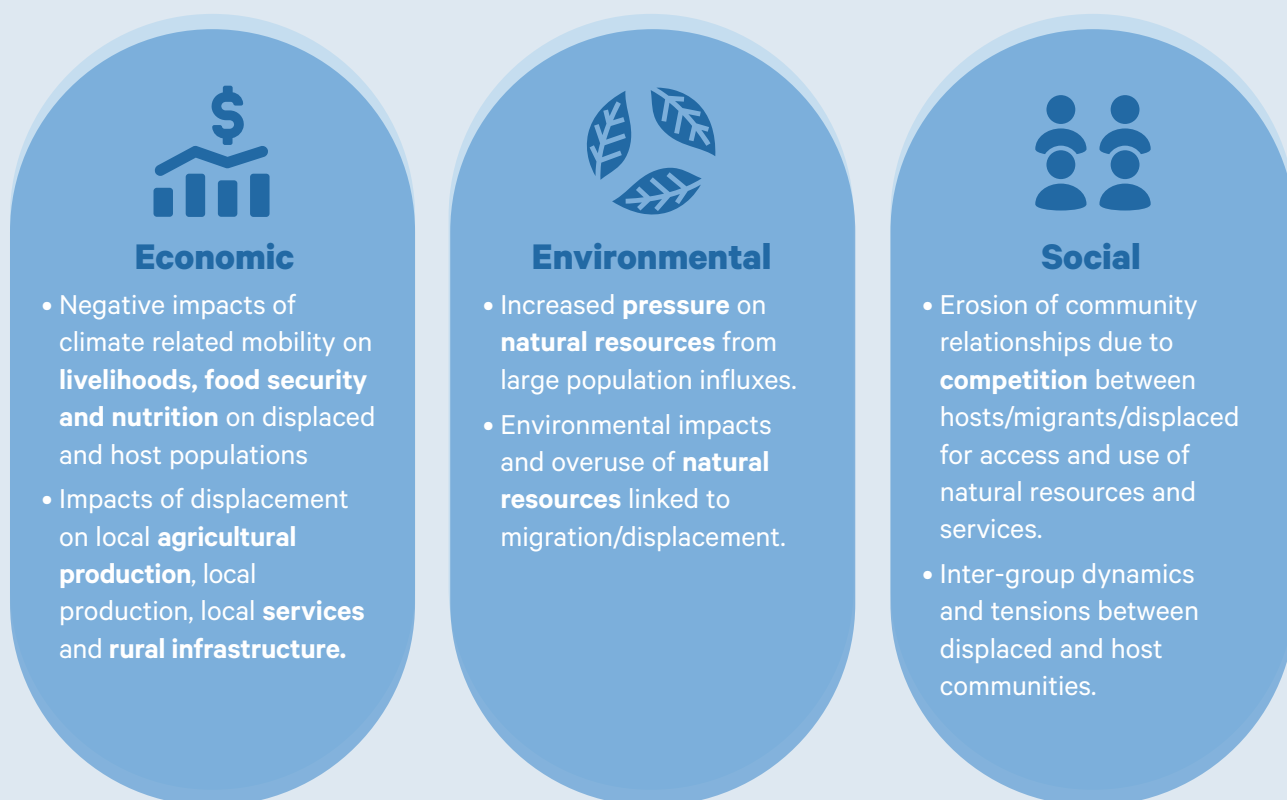 Economic
• Negative impacts of
climate related mobility on
livelihoods, food security
and nutrition on displaced
and host populations
• Impacts of displacement
on local agricultural
production, local
production, local services
and rural infrastructure.
Environmental
• Increased pressure on
natural resources from
large population influxes.
• Environmental impacts
and overuse of natural
resources linked to
migration/displacement.
Social
• Erosion of community
relationships due to
competition between
hosts/migrants/displaced
for access and use of
natural resources and
services.
• Inter-group dynamics
and tensions between
displaced and host
communities.